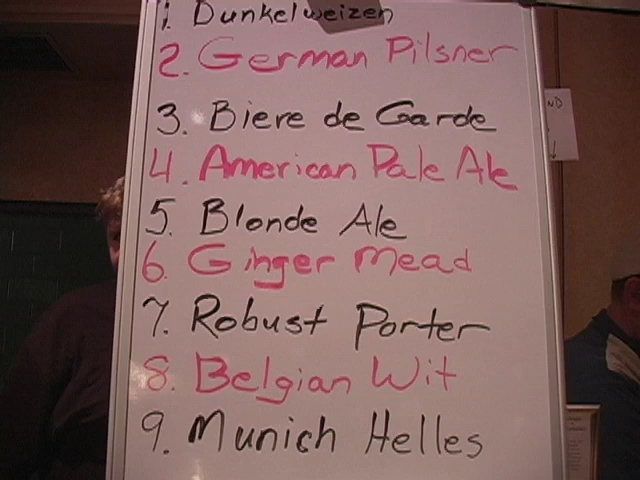 1. Dunkelweizen
2. German Pilsner
3. Biere de Garde
4. American Pale Ale
5. Blonde Ale
6. Ginger Mead
7. Robust Porter
8. Belgian Wit
9. Munich Helles